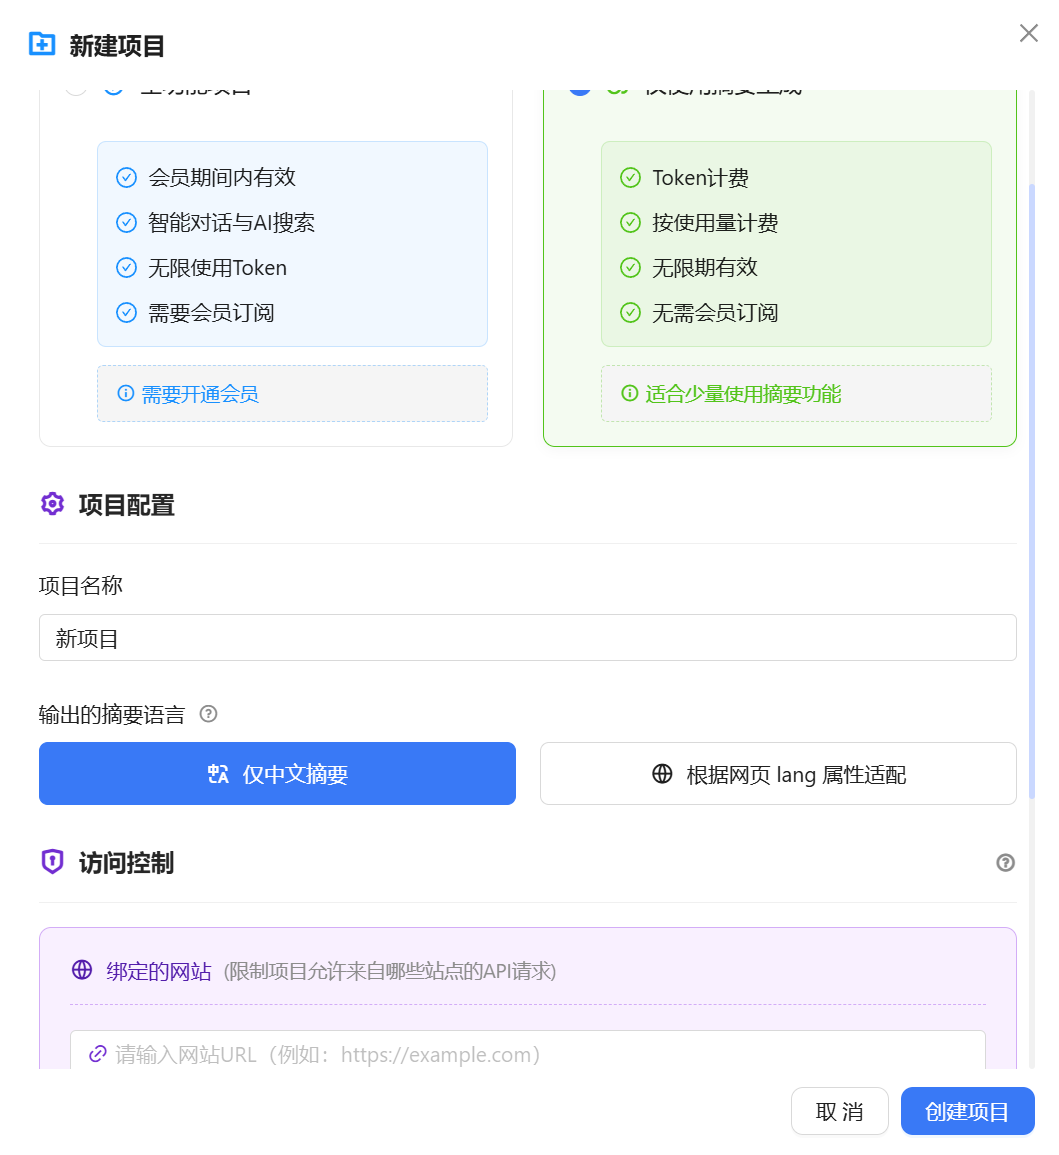 新建项目
会员期间内有效
智能对话与AI搜索
无限使用Token
需要会员订阅
需要开通会员
Token计费
按使用量计费
无限期有效
无需会员订阅
适合少量使用摘要功能
项目配置
项目名称
新项目
输出的摘要语言
仅中文摘要
根据网页 lang 属性适配
访问控制
绑定的网站 (限制项目允许来自哪些站点的API请求)
请输入网站URL（例如：https://example.com）
取 消
创建项目